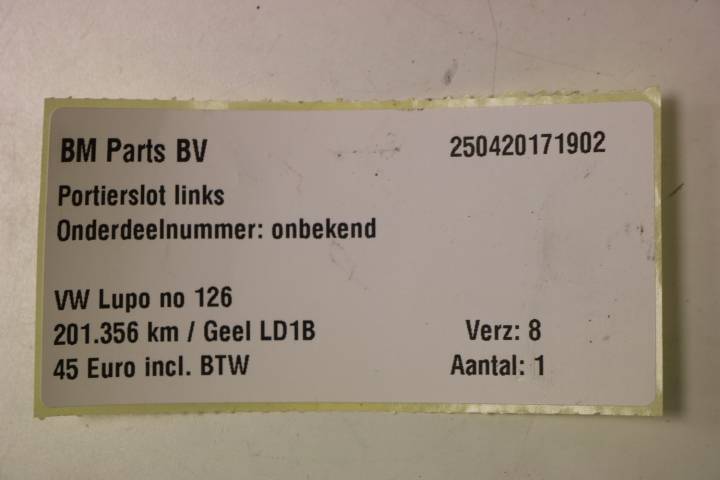 BM Parts BV 250420171902
Portierslot links
Onderdeelnummer: onbekend
VW Lupo no 126
201.356 km / Geel LD1B Verz: 8
45 Euro incl. BTW Aantal: 1